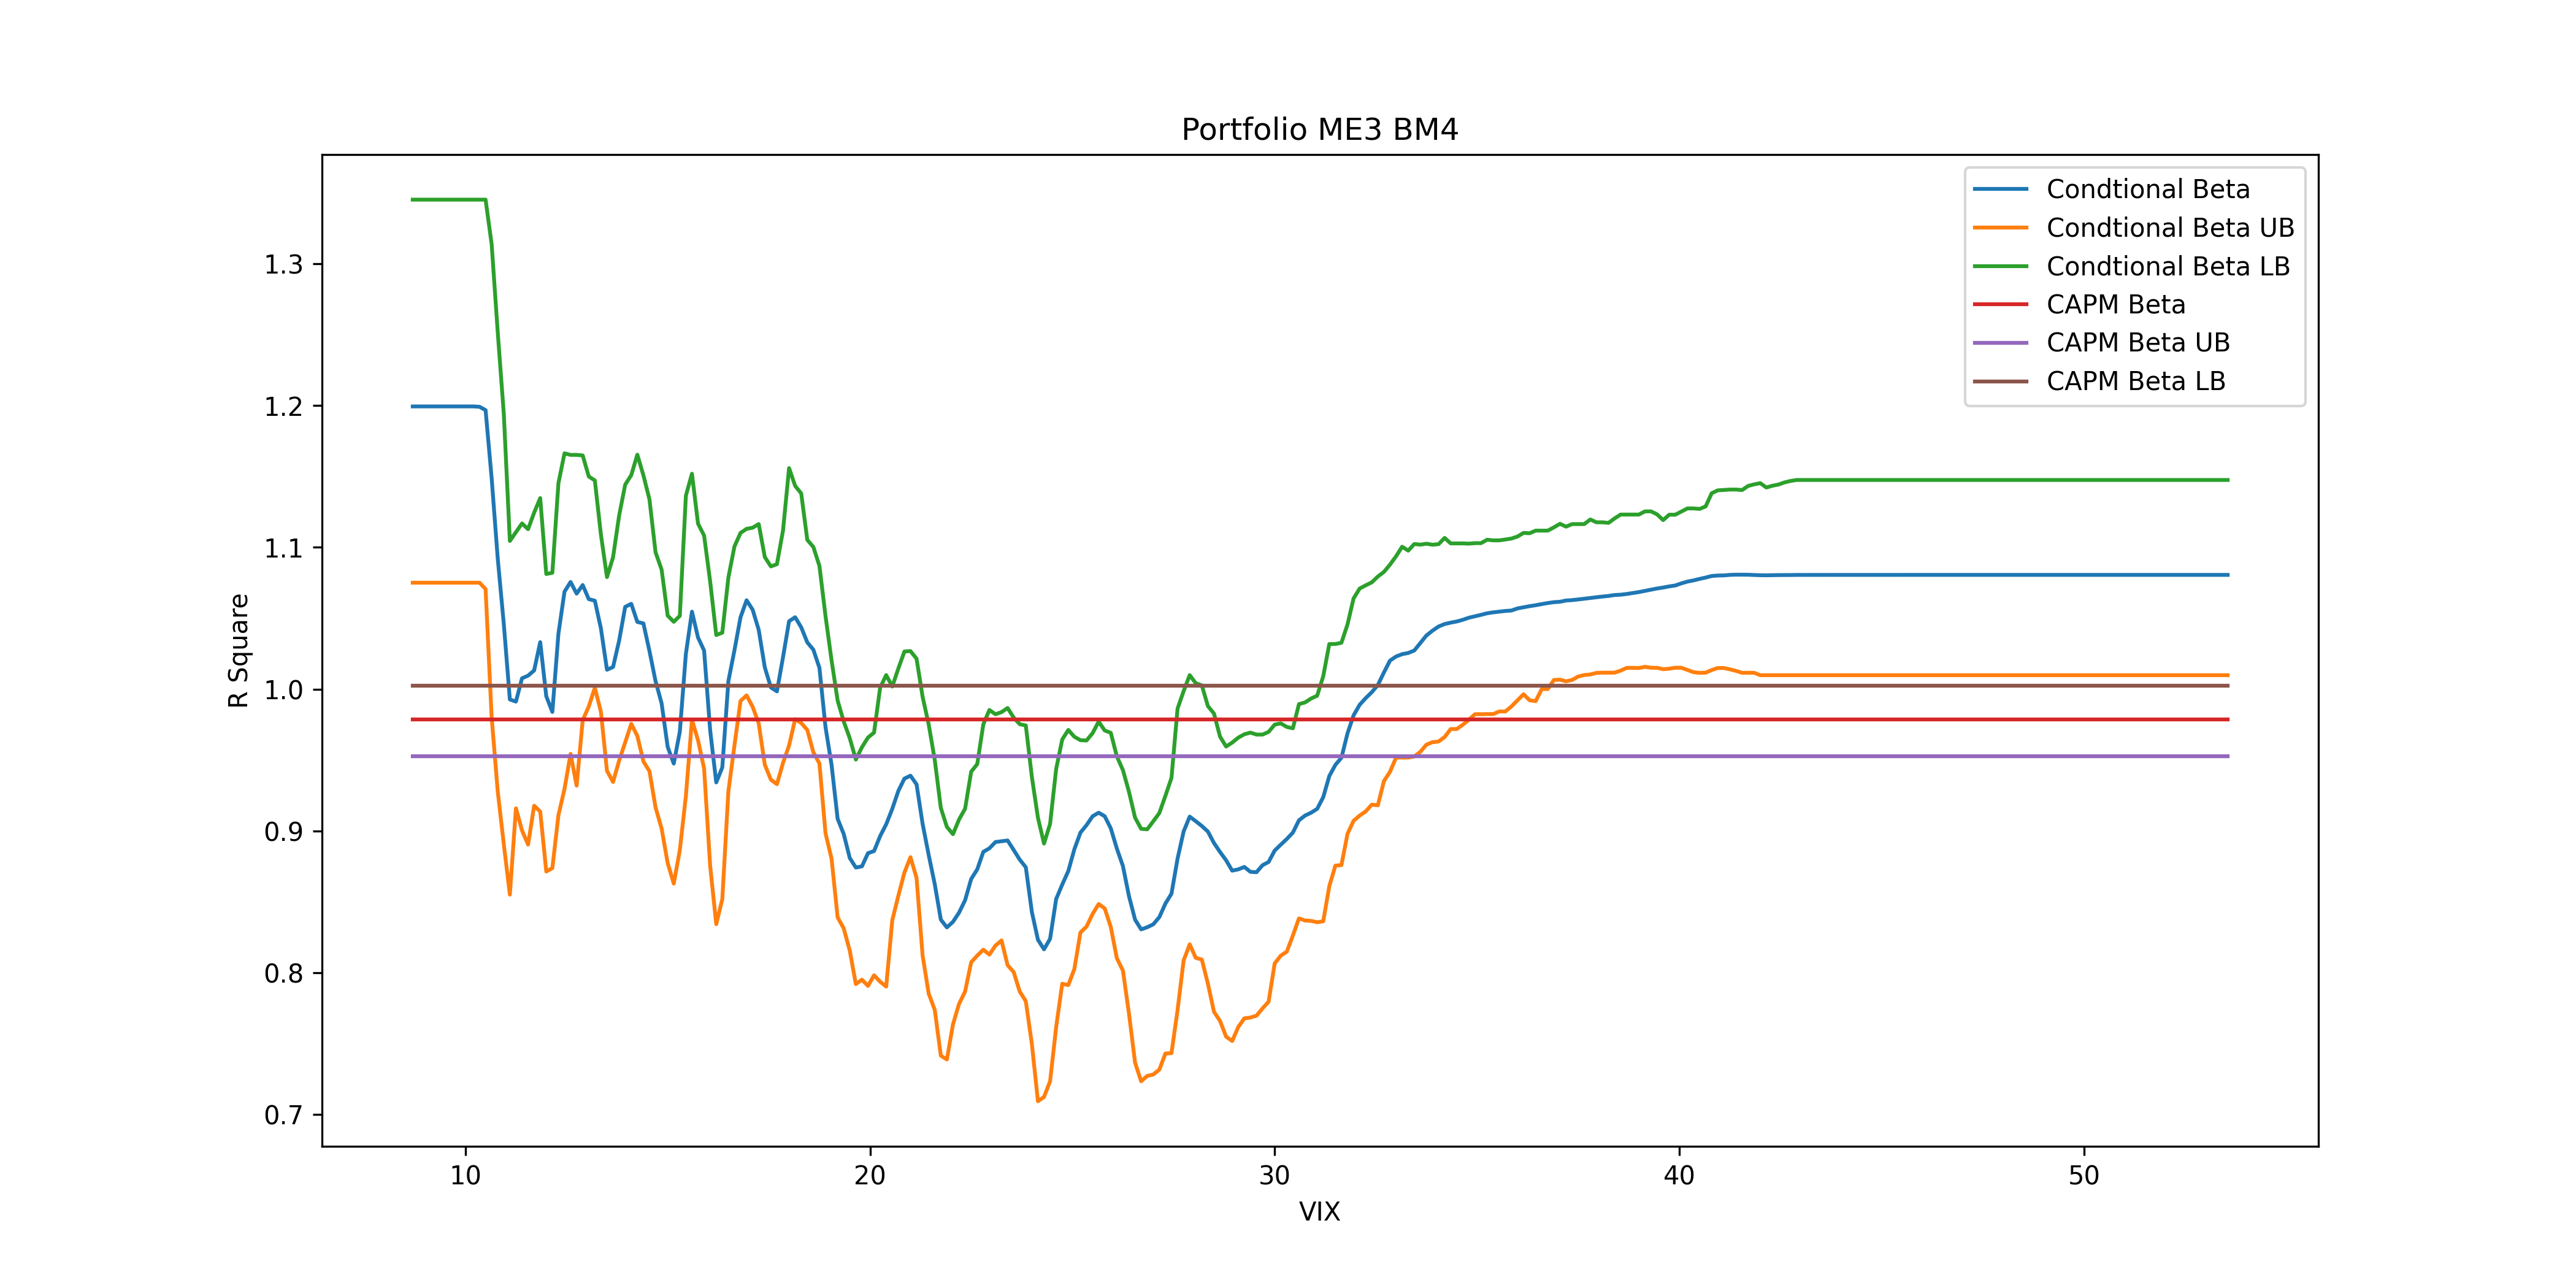 Portfolio ME3 BM4
Condtional Beta
Condtional Beta UB
Condtional Beta LB
CAPM Beta
CAPM Beta UB
CAPM Beta LB
R Square
1.3
1.2
1.1
1.0
0.9
0.8
0.7
10 20 30 40 50
VIX